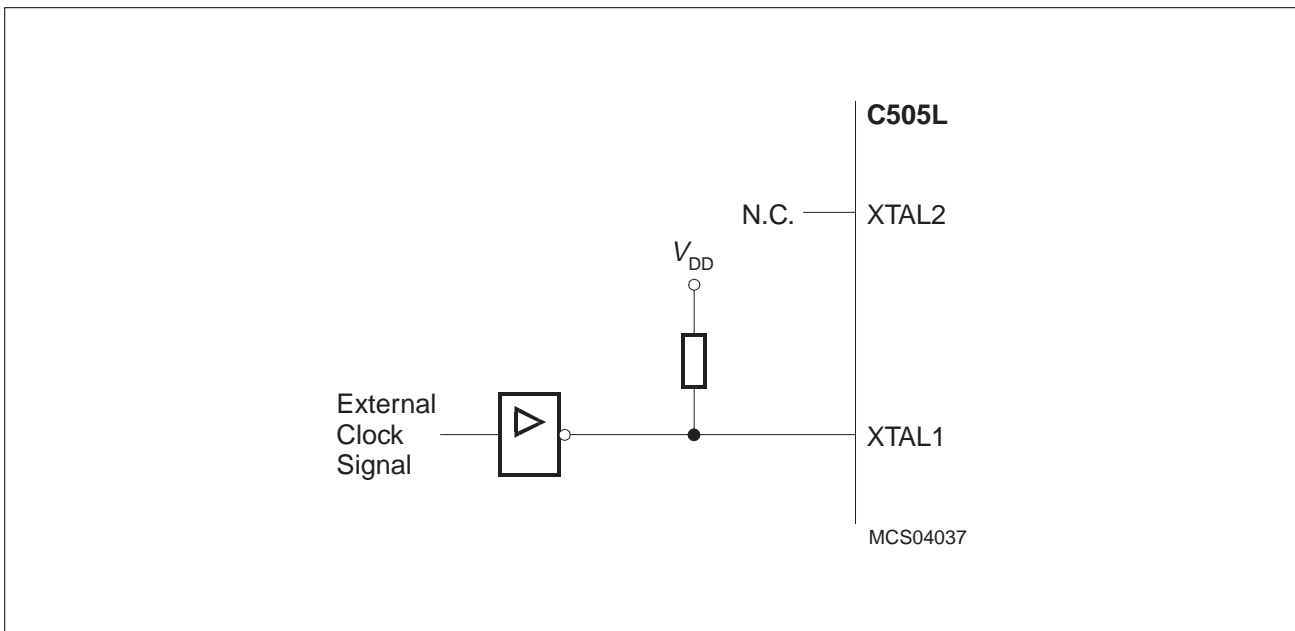 C505L
N.C.
XTAL2
VDD
External
Clock
Signal
XTAL1
MCS04037